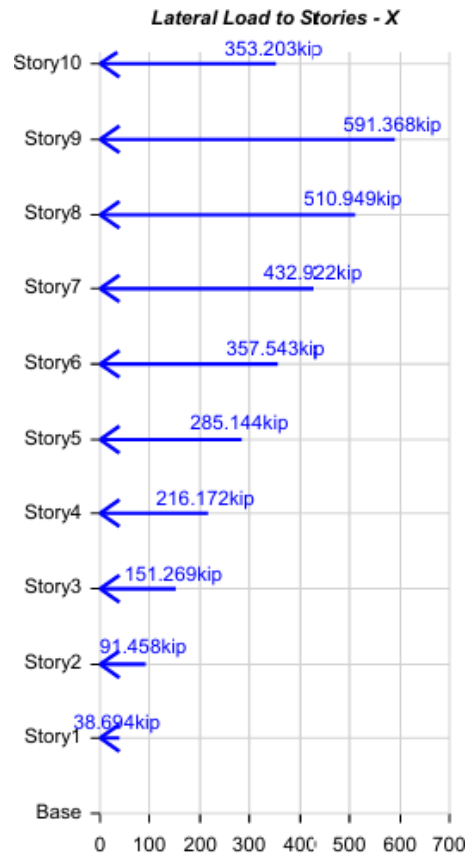 Lateral Load to Stories - X
353.203kip
Story10
591.368kip
Story9
510.949kip
Story8
432.922kip
Story7
357.543kip
Story6
285.144kip
Story5
216.172kip
Story4
151.269kip
Story3
91.458kip
Story2
38.694kip
Story1
Base
0 100 200 300 400 500 600 700